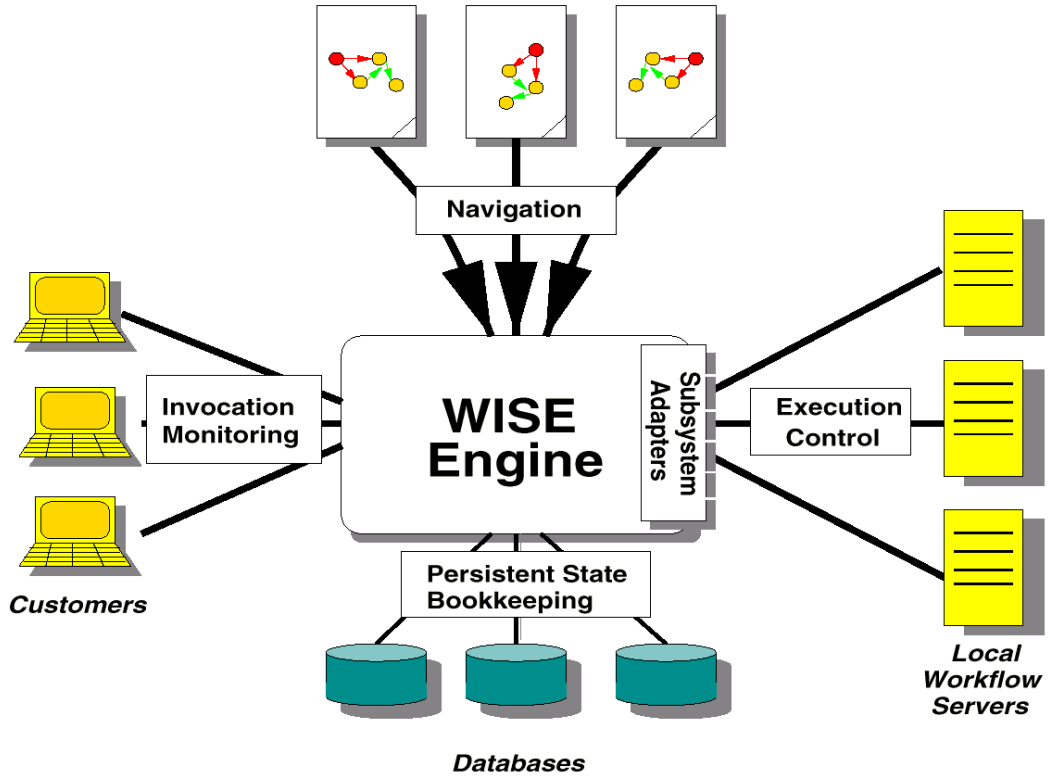 Navigation
Invocation
Monitoring
WISE
Engine
Subsystem
Adapters
Execution
Control
Persistent State
Bookkeeping
Customers
Local
Workflow
Servers
Databases